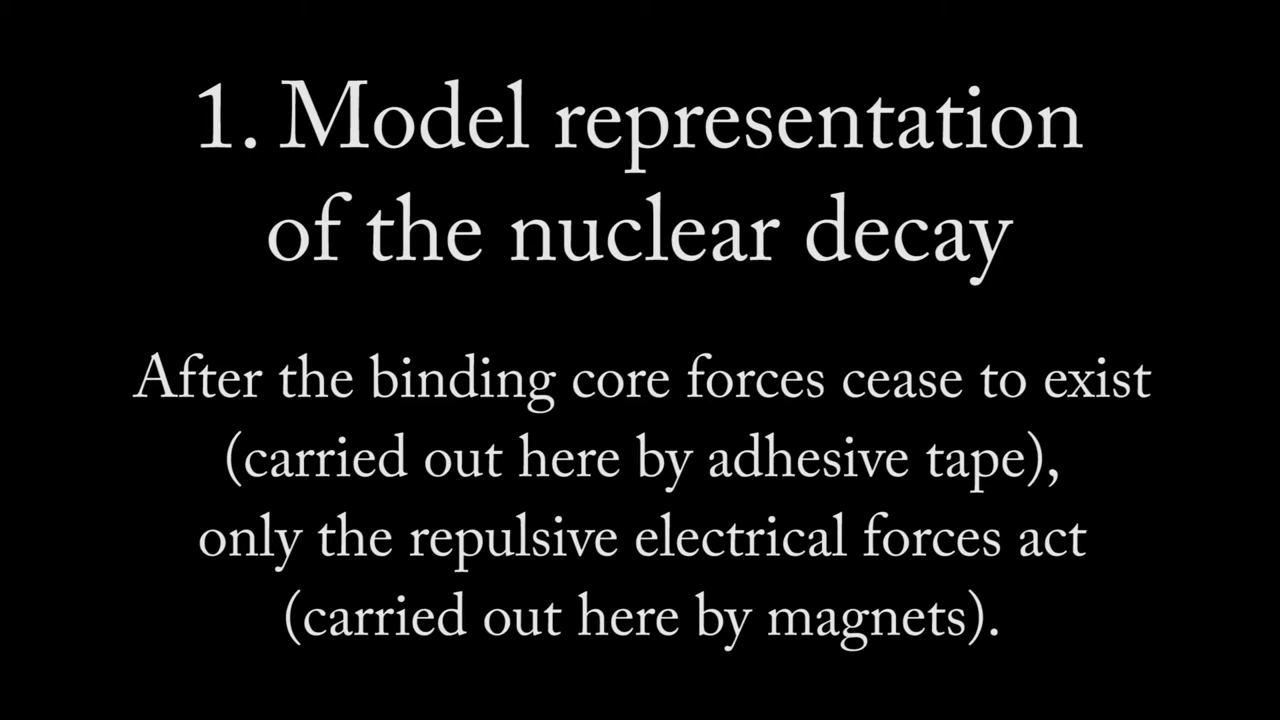 1. Model representation
of the nuclear decay
After the binding core forces cease to exist
(carried out here by adhesive tape),
only the repulsive electrical forces act
(carried out here by magnets).